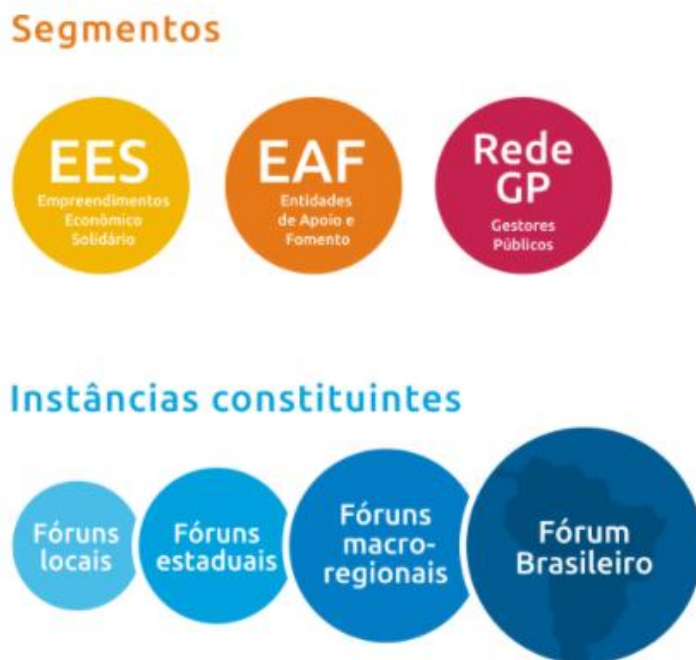 Segmentos
EES
Empreendimentos
Econômico
Solidário
EAF
Entidades
de Apoio e
Fomento
Rede
GP
Gestores
Públicos
Instâncias constituintes
Fóruns
locais
Fóruns
estaduais
Fóruns
macro-
regionais
Fórum
Brasileiro